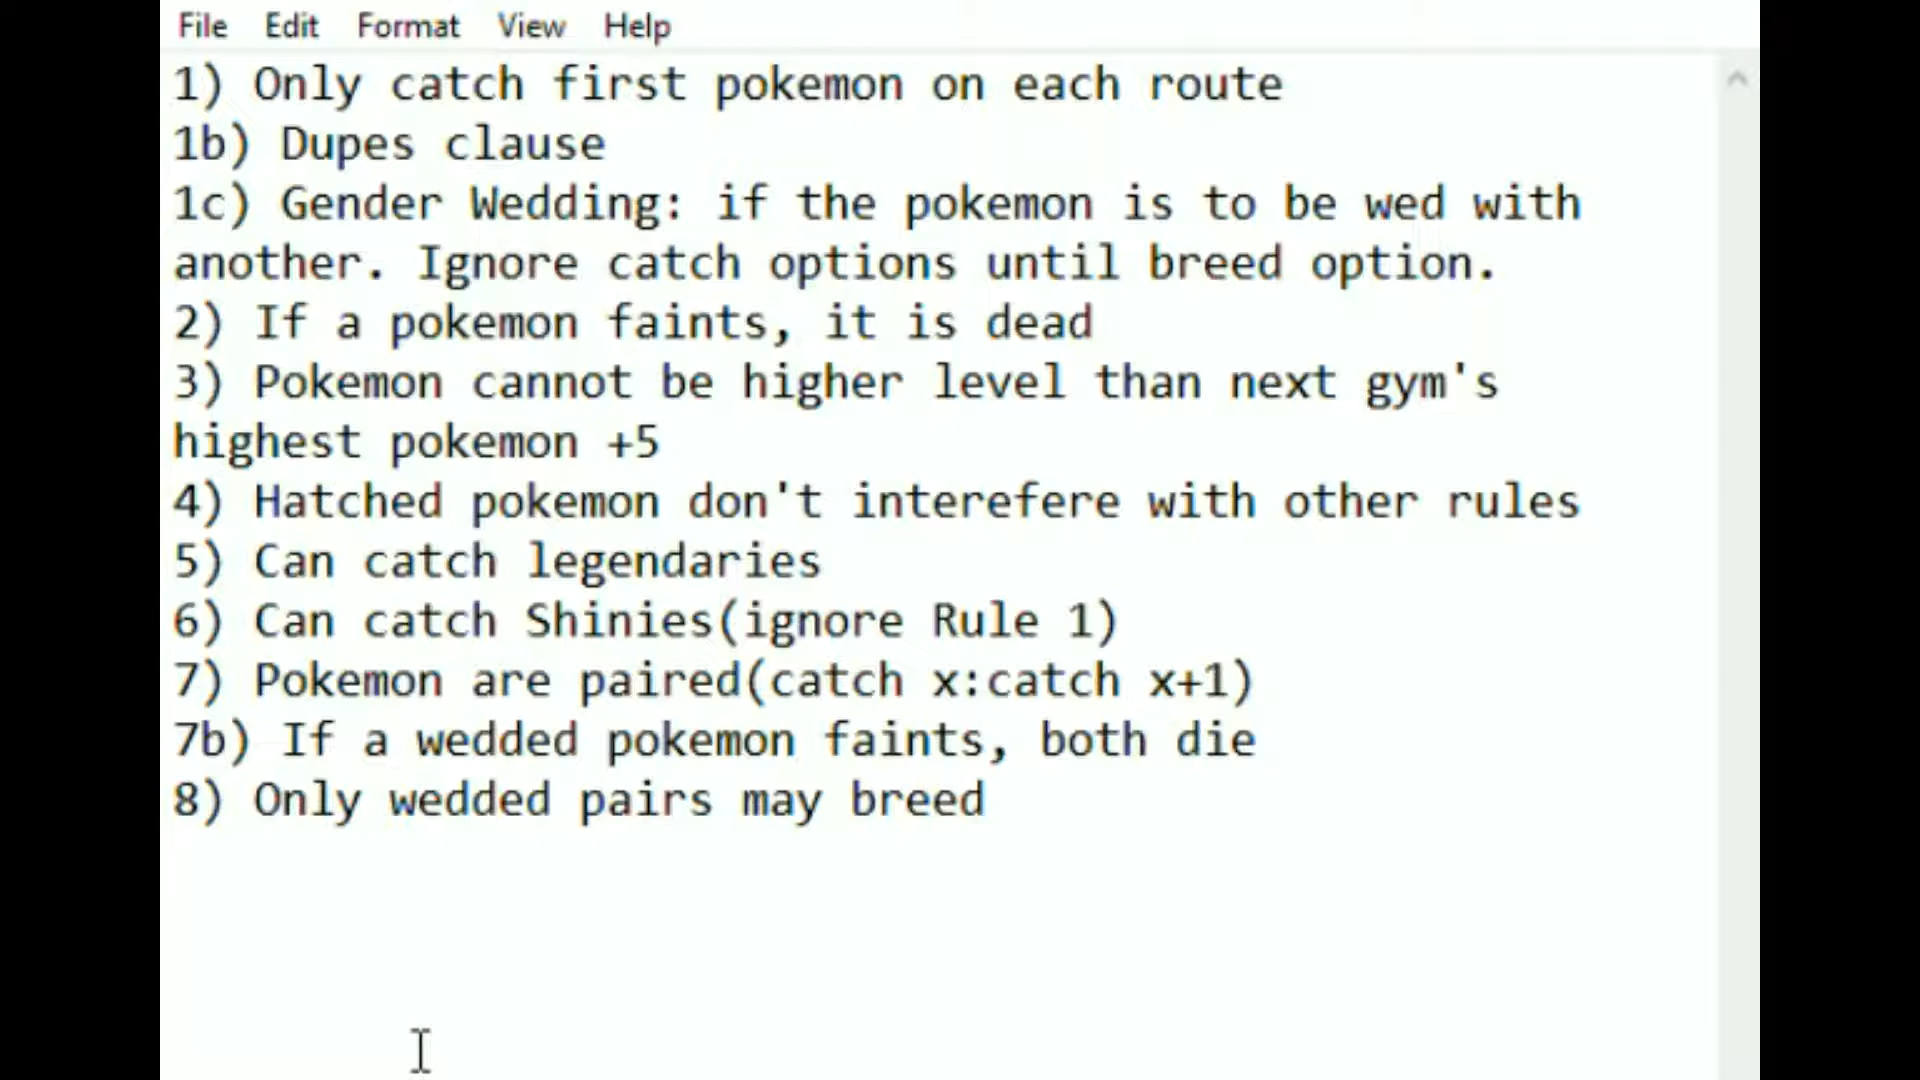 File Edit Format View Help
1) Only catch first pokemon on each route
1b) Dupes clause
1c) Gender Wedding: if the pokemon is to be wed with
another. Ignore catch options until breed option.
2) If a pokemon faints, it is dead
3) Pokemon cannot be higher level than next gym's
highest pokemon +5
4) Hatched pokemon don't interefere with other rules
5) Can catch legendaries
6) Can catch Shinies(ignore Rule 1)
7) Pokemon are paired(catch x:catch x+1)
7b) If a wedded pokemon faints, both die
8) Only wedded pairs may breed